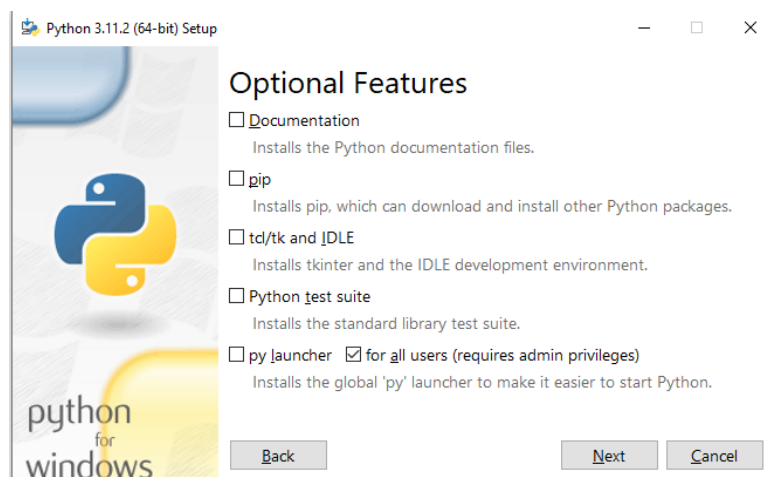 Python 3.11.2 (64-bit) Setup
Optional Features
Documentation
Installs the Python documentation files.
pip
Installs pip, which can download and install other Python packages.
tcl/tk and IDLE
Installs tkinter and the IDLE development environment.
Python test suite
Installs the standard library test suite.
py launcher for all users (requires admin privileges)
Installs the global 'py' launcher to make it easier to start Python.
python
for
windows
Back Next Cancel